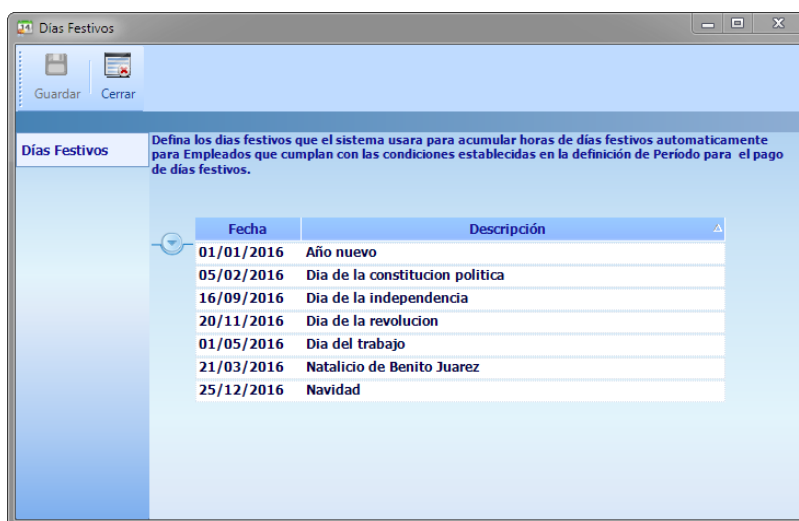 Días Festivos
Guardar Cerrar
Días Festivos
Defina los dias festivos que el sistema usara para acumular horas de días festivos automaticamente
para Empleados que cumplan con las condiciones establecidas en la definición de Período para el pago
de días festivos.
Fecha Descripción
01/01/2016 Año nuevo
05/02/2016 Dia de la constitucion politica
16/09/2016 Dia de la independencia
20/11/2016 Dia de la revolucion
01/05/2016 Dia del trabajo
21/03/2016 Natalicio de Benito Juarez
25/12/2016 Navidad